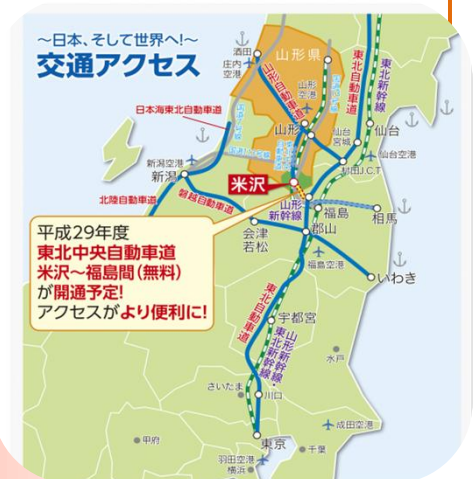 ~日本、そして世界へ!~
交通アクセス
酒田
庄内
空港
山形県
山形自動車道
山形
空港
東北自動車道
東北新幹線
日本海東北自動車道
山形
仙台
宮城
仙台
仙台空港
村田J.C.T
新潟空港
新潟
米沢
北陸自動車道
磐越自動車道
山形
新幹線
福島
相馬
会津
若松
郡山
福島空港
いわき
平成29年度
東北中央自動車道
米沢~福島間(無料)
が開通予定!
アクセスがより便利に!
東北自動車道
宇都宮
山形新幹線・
東北新幹線
水戸
さいたま
川口
成田空港
甲府
東京
千葉
羽田空港
横浜